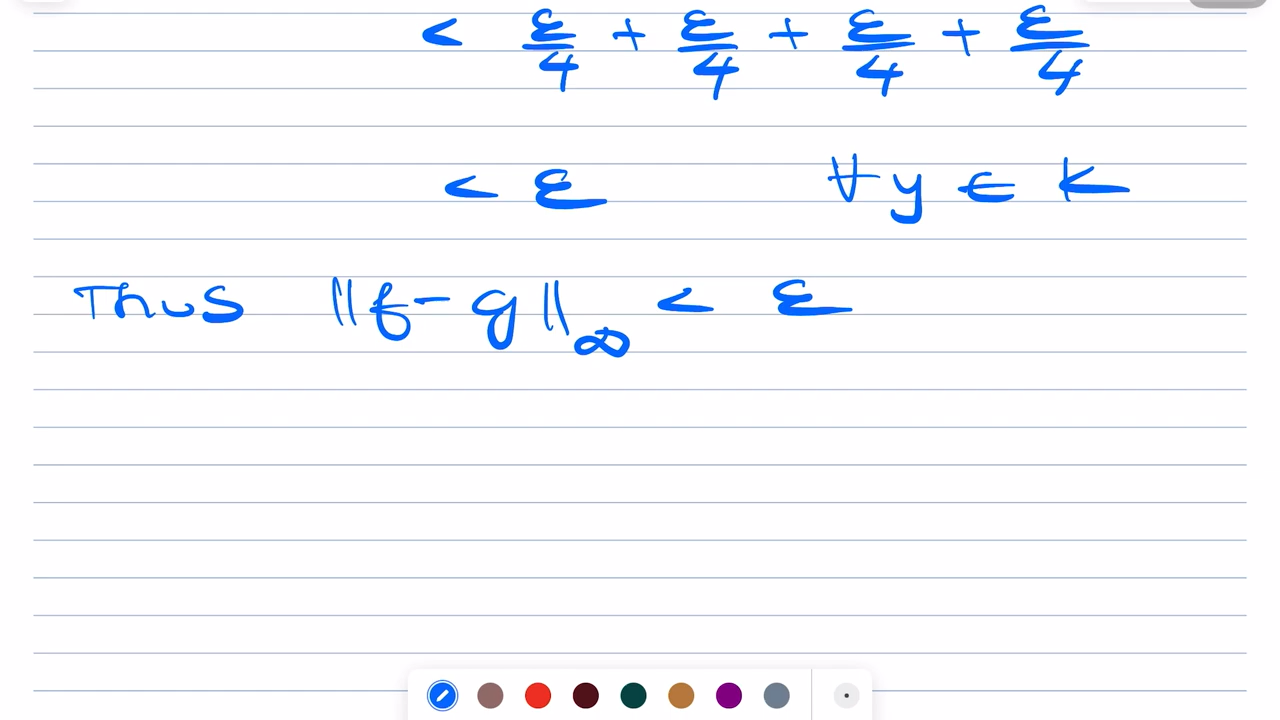 < ε/4 + ε/4 + ε/4 + ε/4
< ε ∀ y ∈ K
Thus ||f - g||_∞ < ε